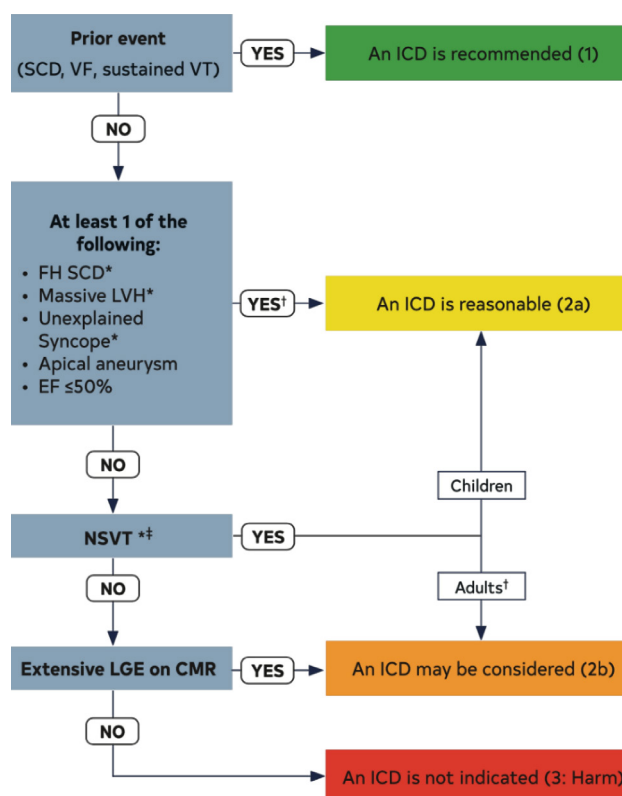 Prior event
(SCD, VF, sustained VT)
YES
An ICD is recommended (1)
NO
At least 1 of the
following:
• FH SCD*
• Massive LVH*
• Unexplained
Syncope*
• Apical aneurysm
• EF ≤50%
YES†
An ICD is reasonable (2a)
NO
Children
NSVT *‡
YES
Adults†
NO
Extensive LGE on CMR
YES
An ICD may be considered (2b)
NO
An ICD is not indicated (3: Harm)